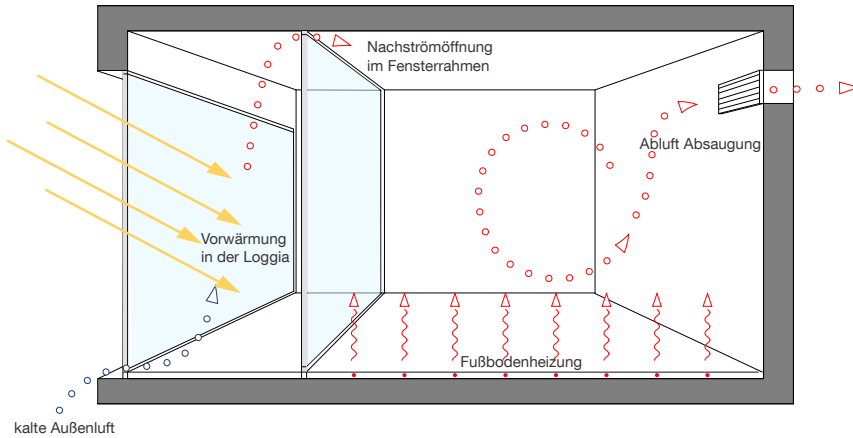 Nachströmöffnung
im Fensterrahmen
Abluft Absaugung
Vorwärmung
in der Loggia
Fußbodenheizung
kalte Außenluft